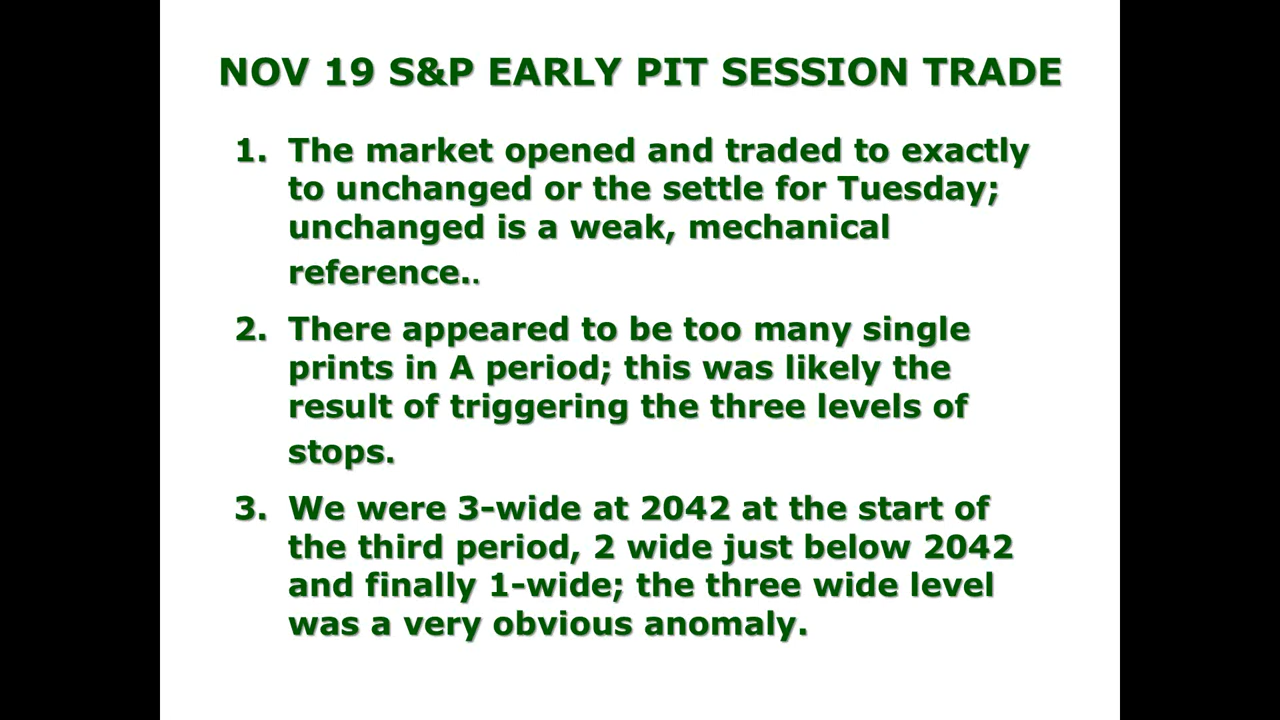 NOV 19 S&P EARLY PIT SESSION TRADE
1. The market opened and traded to exactly
to unchanged or the settle for Tuesday;
unchanged is a weak, mechanical
reference..
2. There appeared to be too many single
prints in A period; this was likely the
result of triggering the three levels of
stops.
3. We were 3-wide at 2042 at the start of
the third period, 2 wide just below 2042
and finally 1-wide; the three wide level
was a very obvious anomaly.